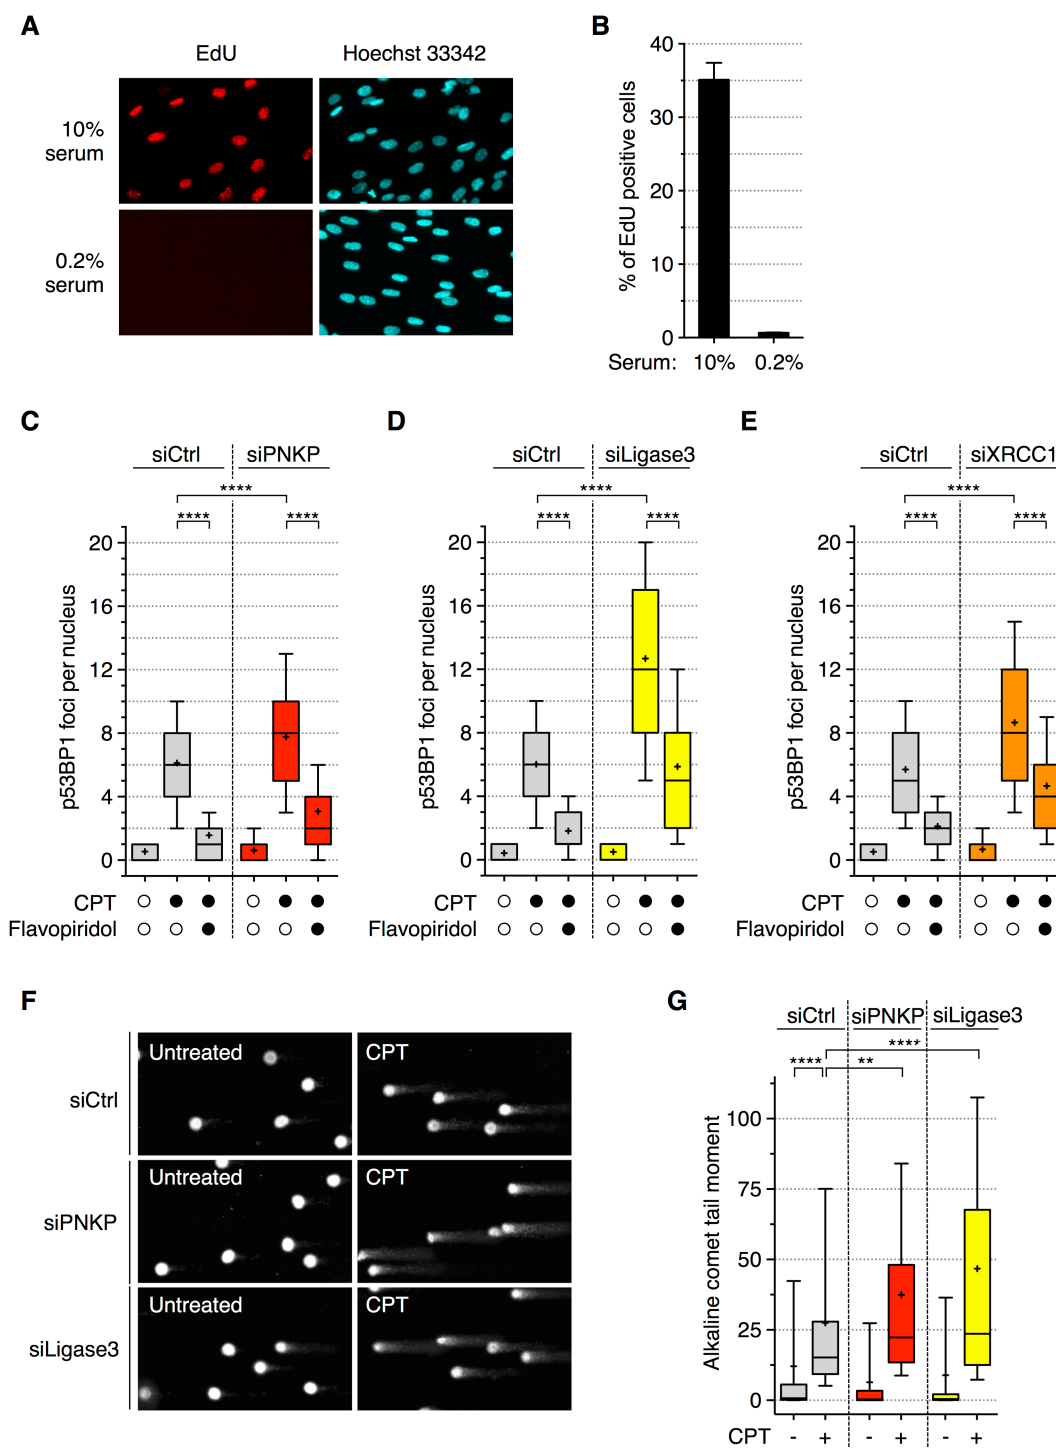 A
EdU
Hoechst 33342
10%
serum
0.2%
serum
B
% of EdU positive cells
40
30
20
10
0
Serum:
10%
0.2%
C
siCtrl
siPNKP
****
****
****
p53BP1 foci per nucleus
20
16
12
8
4
0
CPT
Flavopiridol
D
siCtrl
siLigase3
****
****
****
p53BP1 foci per nucleus
20
16
12
8
4
0
CPT
Flavopiridol
E
siCtrl
siXRCC1
****
****
****
p53BP1 foci per nucleus
20
16
12
8
4
0
CPT
Flavopiridol
F
siCtrl
Untreated
CPT
siPNKP
Untreated
CPT
siLigase3
Untreated
CPT
G
siCtrl
siPNKP
siLigase3
****
****
**
Alkaline comet tail moment
100
75
50
25
0
CPT
- + - + - +